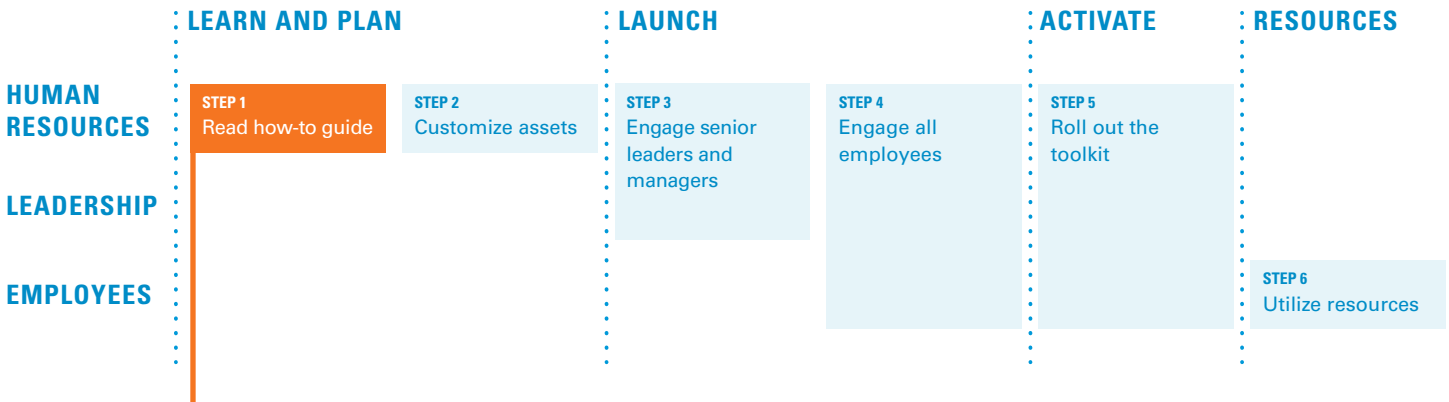 LEARN AND PLAN
LAUNCH
ACTIVATE
RESOURCES
HUMAN
RESOURCES
STEP 1
Read how-to guide
STEP 2
Customize assets
STEP 3
Engage senior
leaders and
managers
STEP 4
Engage all
employees
STEP 5
Roll out the
toolkit
LEADERSHIP
EMPLOYEES
STEP 6
Utilize resources